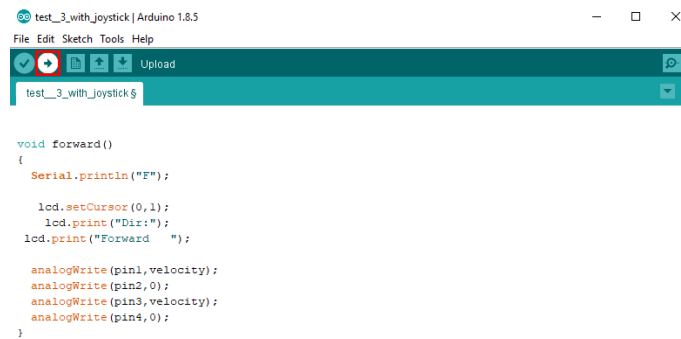 test__3_with_joystick | Arduino 1.8.5
File Edit Sketch Tools Help
Upload
test__3_with_joystick §
void forward()
{
Serial.println("F");
lcd.setCursor(0,1);
lcd.print("Dir:");
lcd.print("Forward   ");
analogWrite(pin1,velocity);
analogWrite(pin2,0);
analogWrite(pin3,velocity);
analogWrite(pin4,0);
}